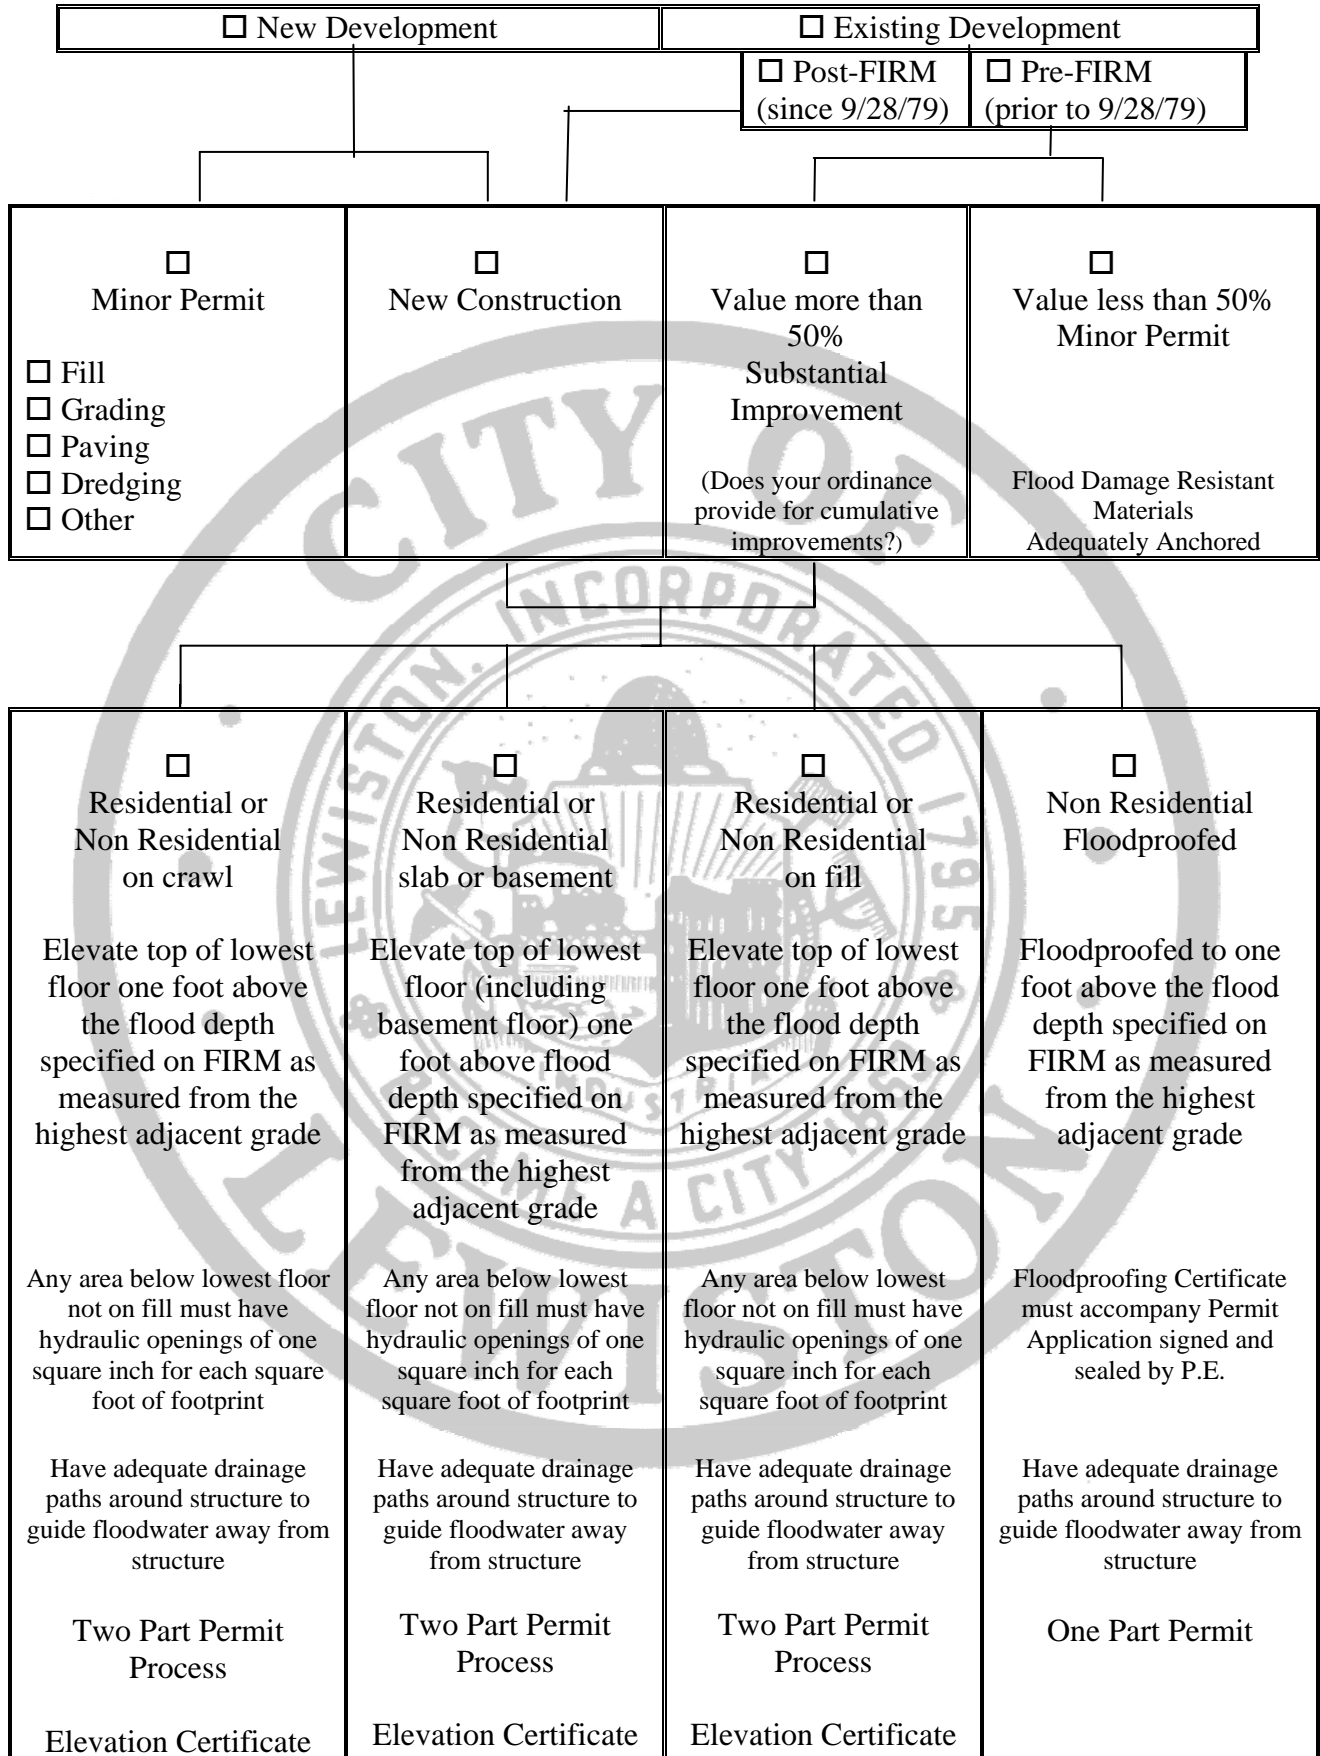 ☐ New Development
☐ Existing Development
☐ Post-FIRM
(since 9/28/79)
☐ Pre-FIRM
(prior to 9/28/79)
☐
Minor Permit
☐ Fill
☐ Grading
☐ Paving
☐ Dredging
☐ Other
☐
New Construction
☐
Value more than
50%
Substantial
Improvement
(Does your ordinance
provide for cumulative
improvements?)
☐
Value less than 50%
Minor Permit
Flood Damage Resistant
Materials
Adequately Anchored
☐
Residential or
Non Residential
on crawl
Elevate top of lowest
floor one foot above
the flood depth
specified on FIRM as
measured from the
highest adjacent grade
Any area below lowest floor
not on fill must have
hydraulic openings of one
square inch for each square
foot of footprint
Have adequate drainage
paths around structure to
guide floodwater away from
structure
Two Part Permit
Process
Elevation Certificate
☐
Residential or
Non Residential
slab or basement
Elevate top of lowest
floor (including
basement floor) one
foot above flood
depth specified on
FIRM as measured
from the highest
adjacent grade
Any area below lowest
floor not on fill must have
hydraulic openings of one
square inch for each
square foot of footprint
Have adequate drainage
paths around structure to
guide floodwater away
from structure
Two Part Permit
Process
Elevation Certificate
☐
Residential or
Non Residential
on fill
Elevate top of lowest
floor one foot above
the flood depth
specified on FIRM as
measured from the
highest adjacent grade
Any area below lowest
floor not on fill must have
hydraulic openings of one
square inch for each
square foot of footprint
Have adequate drainage
paths around structure to
guide floodwater away
from structure
Two Part Permit
Process
Elevation Certificate
☐
Non Residential
Floodproofed
Floodproofed to one
foot above the flood
depth specified on
FIRM as measured
from the highest
adjacent grade
Floodproofing Certificate
must accompany Permit
Application signed and
sealed by P.E.
Have adequate drainage
paths around structure to
guide floodwater away from
structure
One Part Permit
CITY OF
LEWISTON
LEWISTON. INCORPORATED 1795
INDUSTRIA
BECAME A CITY